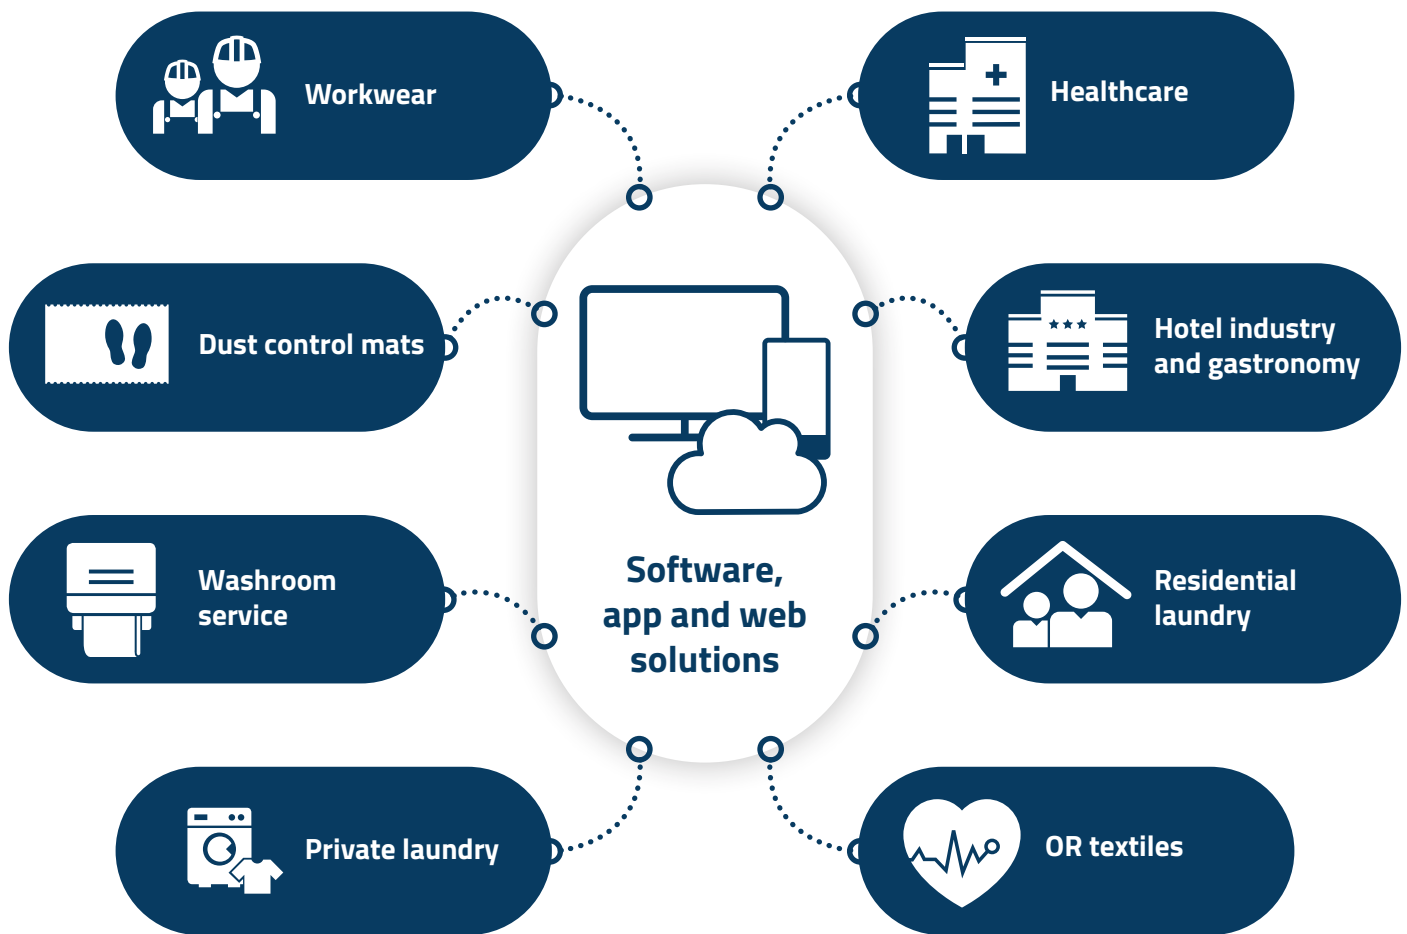 Workwear
Healthcare
Dust control mats
Hotel industry
and gastronomy
Software,
app and web
solutions
Washroom
service
Residential
laundry
Private laundry
OR textiles